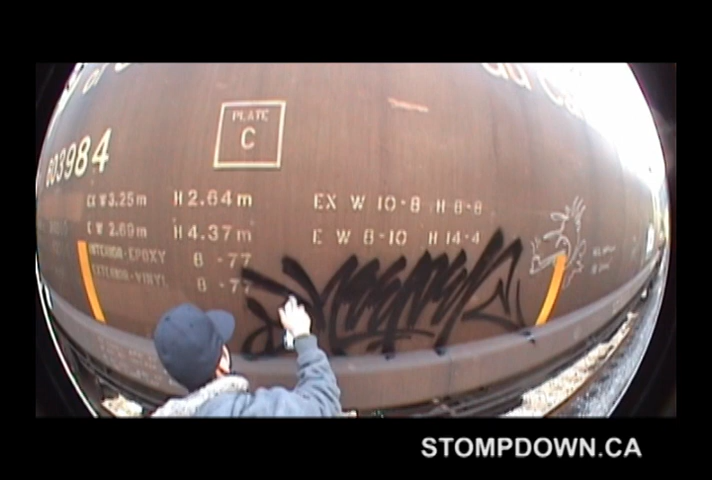 PLATE
C
603984
EX W 3.25m H 2.64m EX W 10-8 H 8-8
E W 2.69m H 4.37m E W 8-10 H 14-4
INTERIOR-EPOXY 8 -77
EXTERIOR-VINYL 8 -77
STOMPDOWN.CA